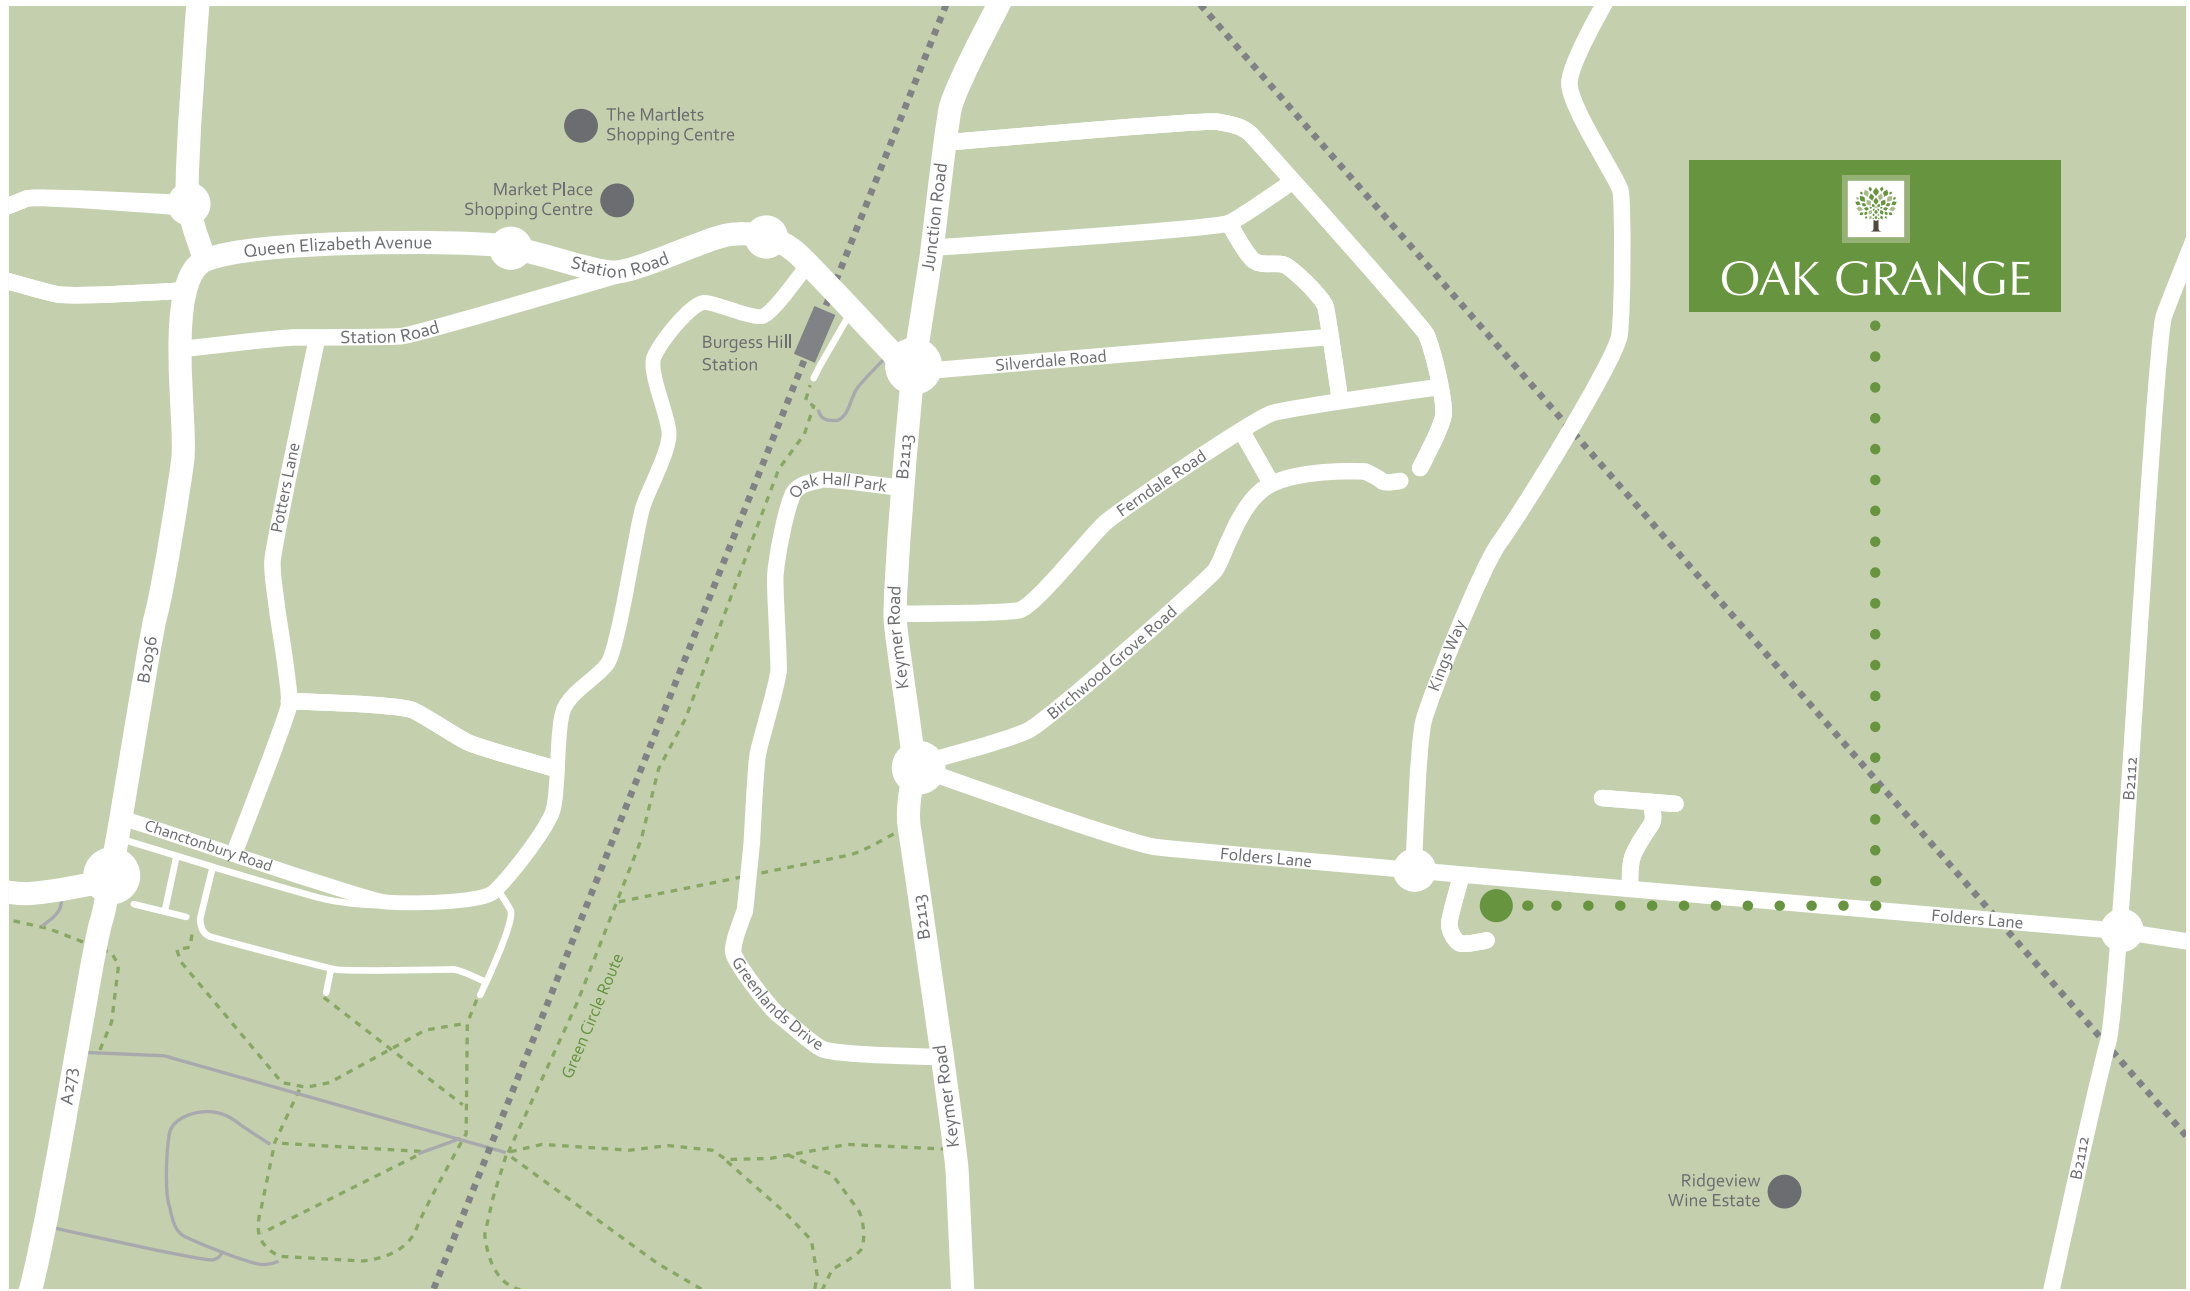 The Martlets
Shopping Centre
Market Place
Shopping Centre
Junction Road
OAK GRANGE
Queen Elizabeth Avenue
Station Road
Station Road
Burgess Hill
Station
Silverdale Road
B2113
Potters Lane
Oak Hall Park
Ferndale Road
Keymer Road
B2036
Birchwood Grove Road
Kings Way
B2112
Chanctonbury Road
Folders Lane
B2113
Folders Lane
Green Circle Route
Greenlands Drive
A273
Keymer Road
B2112
Ridgeview
Wine Estate